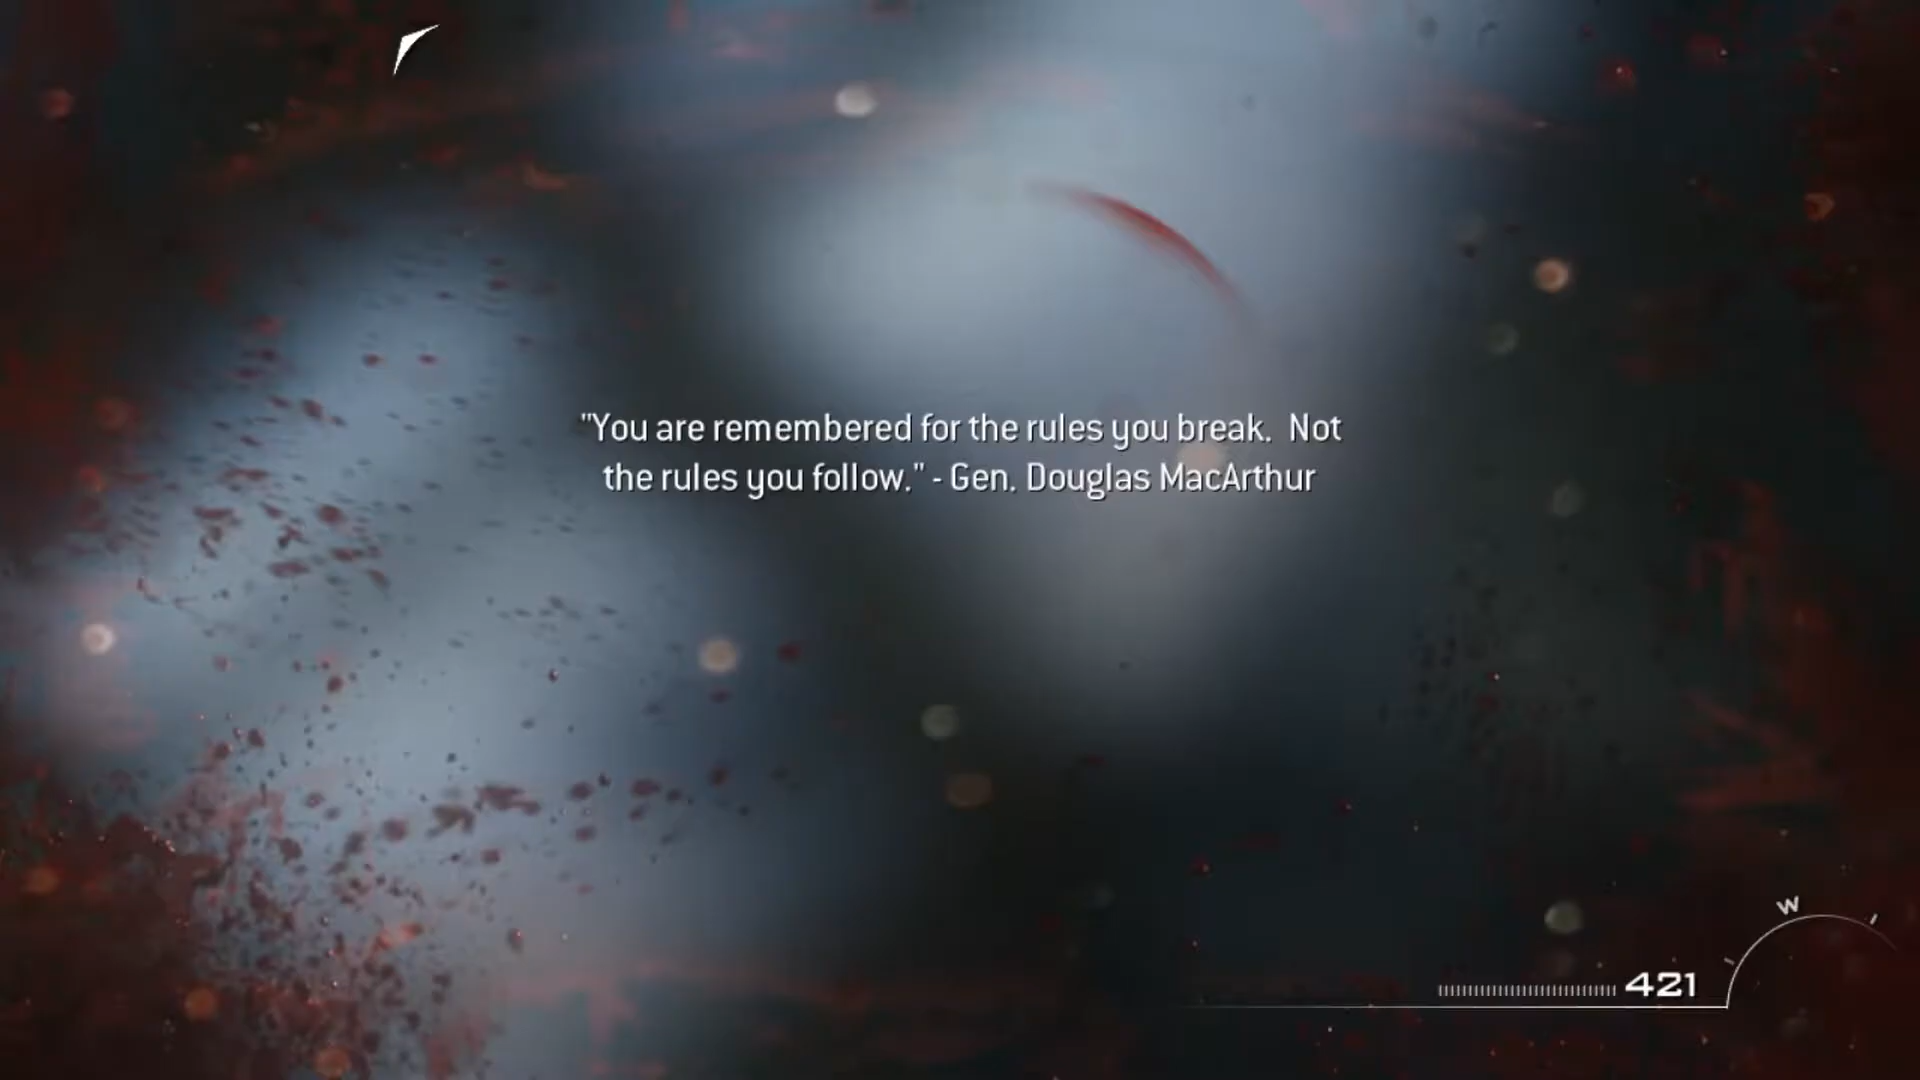 "You are remembered for the rules you break.  Not
the rules you follow." - Gen. Douglas MacArthur
W
421